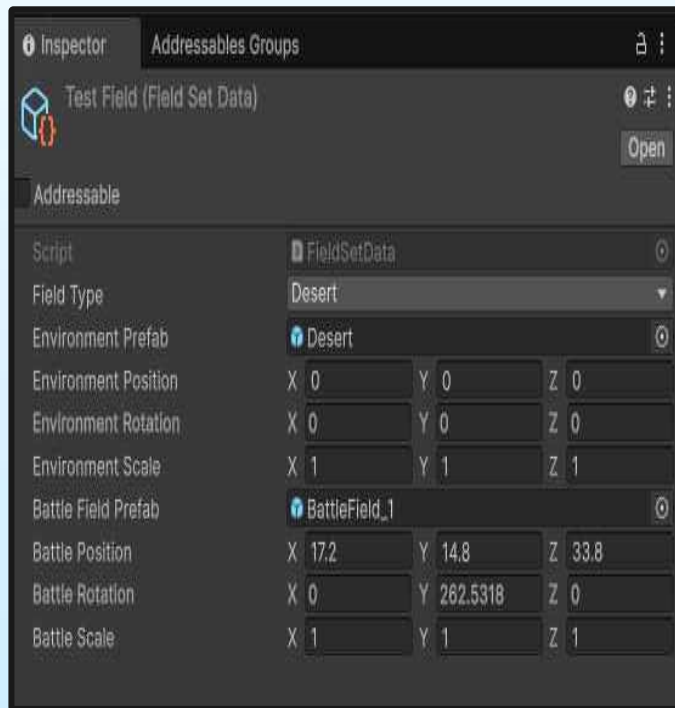 Inspector Addressables Groups
Test Field (Field Set Data)
Open
Addressable
Script FieldSetData
Field Type Desert
Environment Prefab Desert
Environment Position X 0 Y 0 Z 0
Environment Rotation X 0 Y 0 Z 0
Environment Scale X 1 Y 1 Z 1
Battle Field Prefab BattleField_1
Battle Position X 17.2 Y 14.8 Z 33.8
Battle Rotation X 0 Y 262.5318 Z 0
Battle Scale X 1 Y 1 Z 1